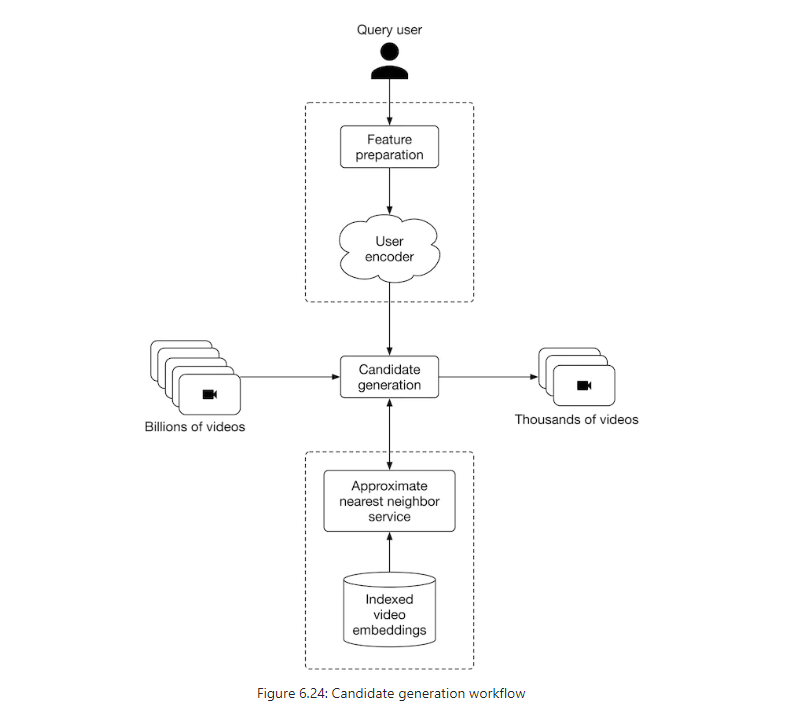 Query user
Feature
preparation
User
encoder
Candidate
generation
Billions of videos
Thousands of videos
Approximate
nearest neighbor
service
Indexed
video
embeddings
Figure 6.24: Candidate generation workflow